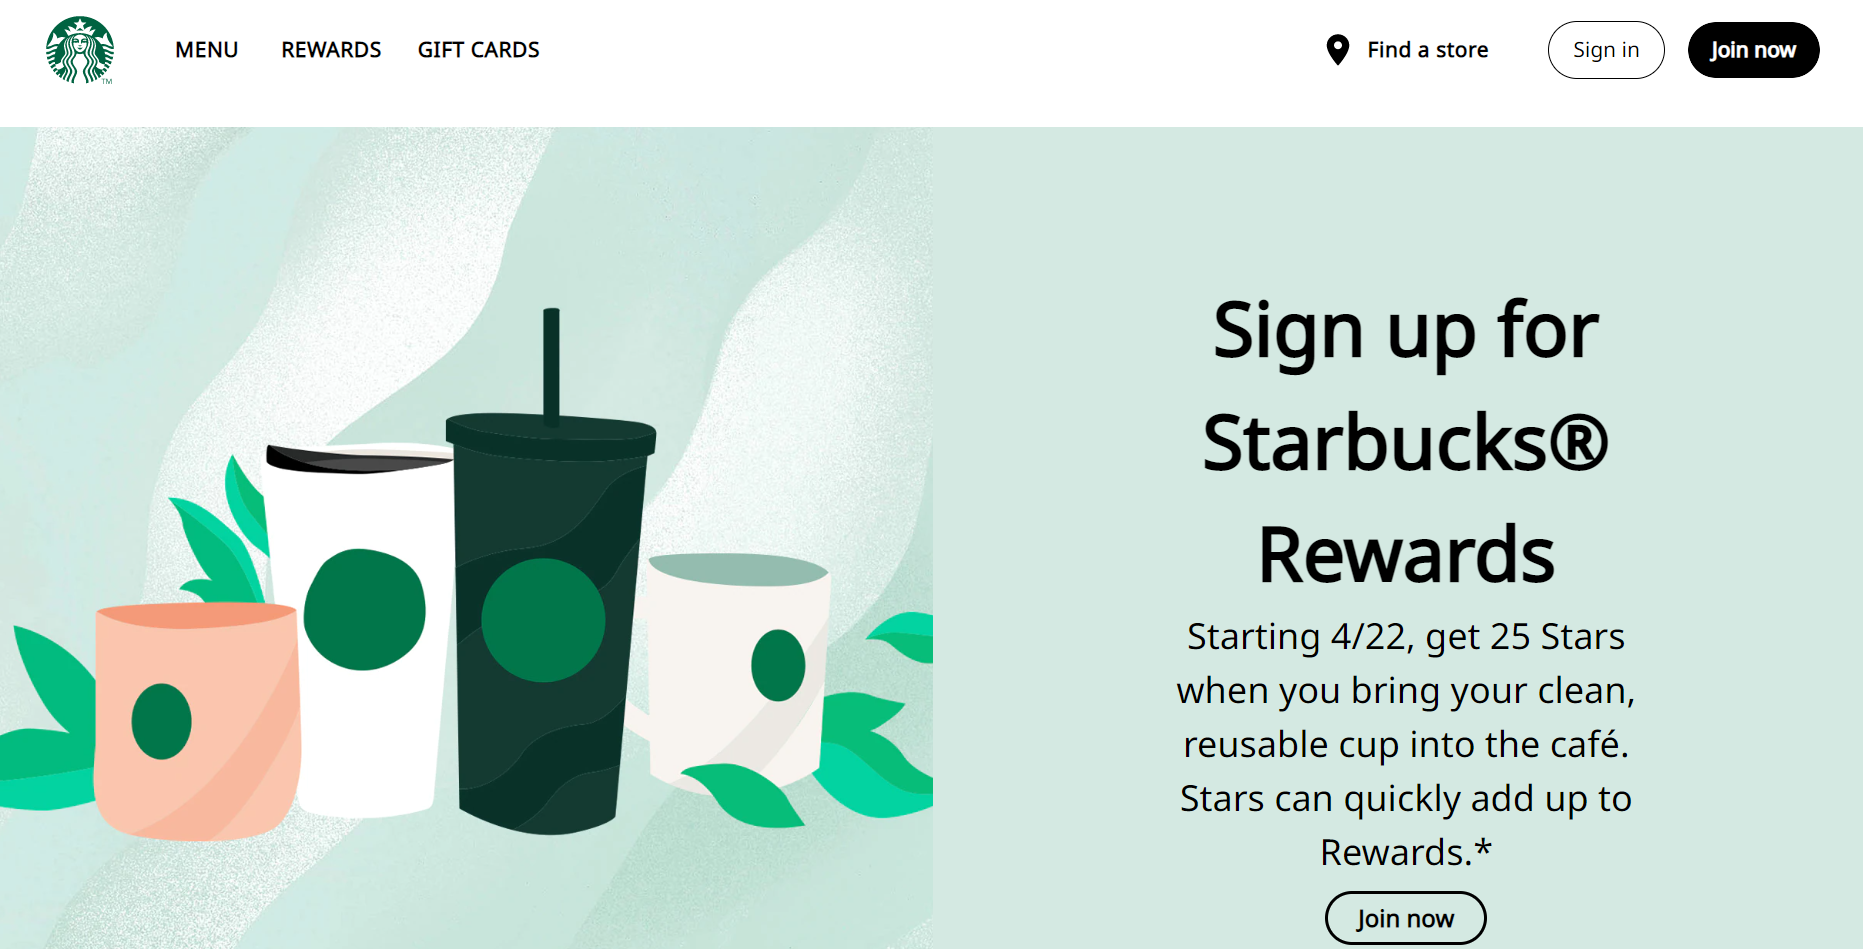 MENU REWARDS GIFT CARDS Find a store Sign in Join now
TM
Sign up for
Starbucks®
Rewards
Starting 4/22, get 25 Stars
when you bring your clean,
reusable cup into the café.
Stars can quickly add up to
Rewards.*
Join now